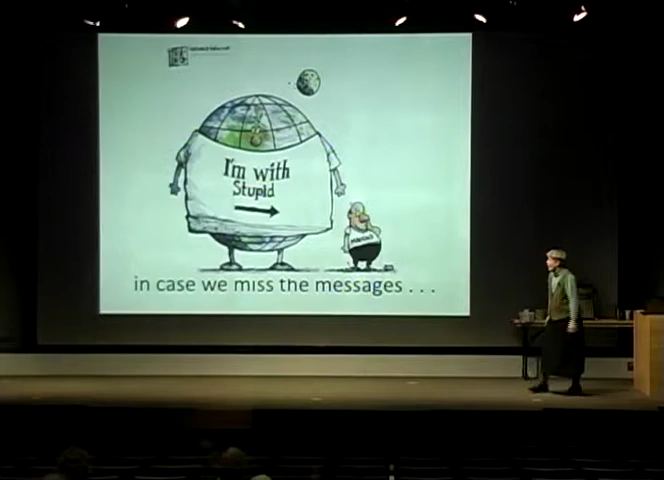 I'm with
Stupid
in case we miss the messages . . .